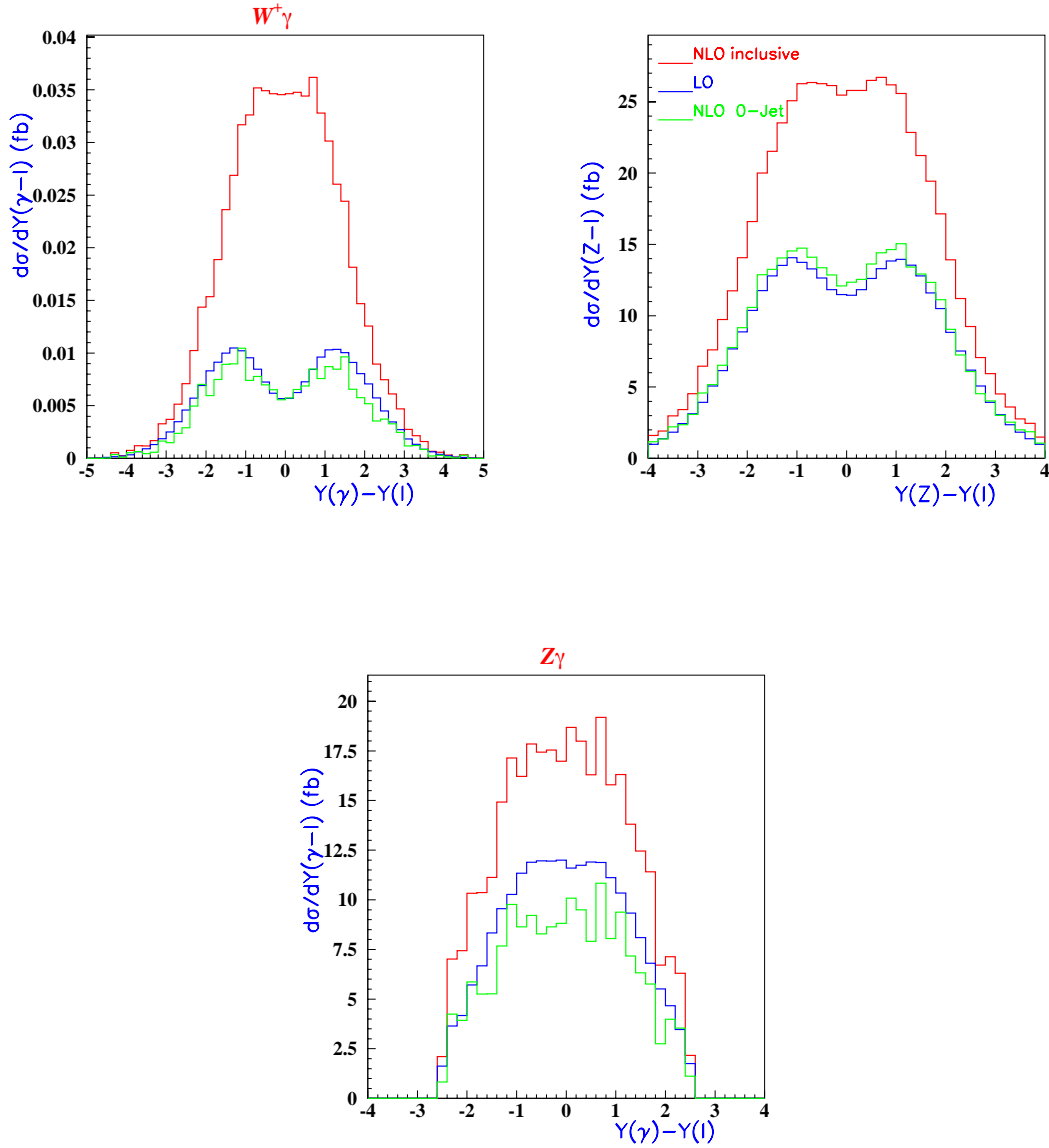 W⁺γ
dσ/dY(γ−l) (fb)
0.04
0.035
0.03
0.025
0.02
0.015
0.01
0.005
0
-5 -4 -3 -2 -1 0 1 2 3 4 5
Y(γ)−Y(l)
NLO inclusive
LO
NLO 0−Jet
dσ/dY(Z−l) (fb)
25
20
15
10
5
0
-4 -3 -2 -1 0 1 2 3 4
Y(Z)−Y(l)
Zγ
dσ/dY(γ−l) (fb)
20
17.5
15
12.5
10
7.5
5
2.5
0
-4 -3 -2 -1 0 1 2 3 4
Y(γ)−Y(l)